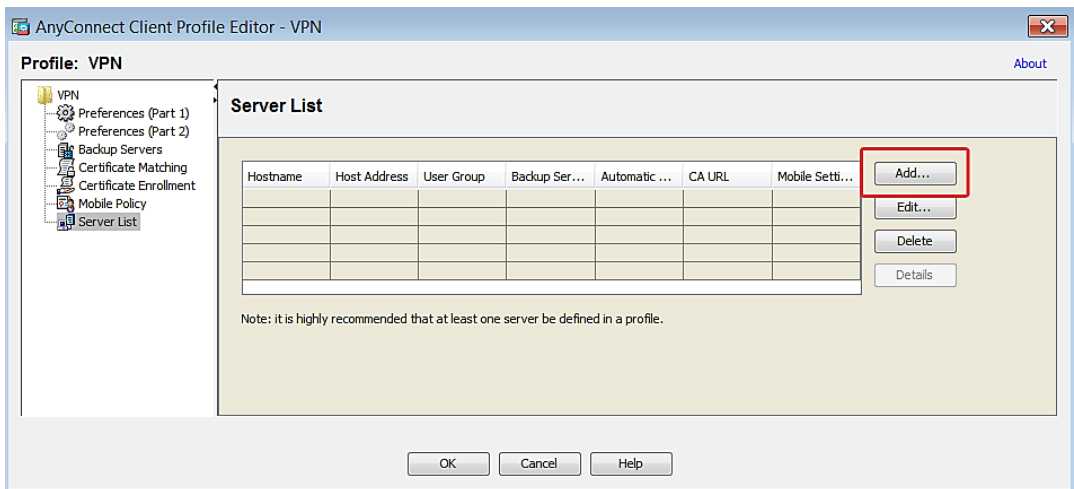 AnyConnect Client Profile Editor - VPN
Profile: VPN
About
VPN
Preferences (Part 1)
Preferences (Part 2)
Backup Servers
Certificate Matching
Certificate Enrollment
Mobile Policy
Server List
Server List
Hostname Host Address User Group Backup Ser... Automatic ... CA URL Mobile Setti...
Add...
Edit...
Delete
Details
Note: it is highly recommended that at least one server be defined in a profile.
OK Cancel Help